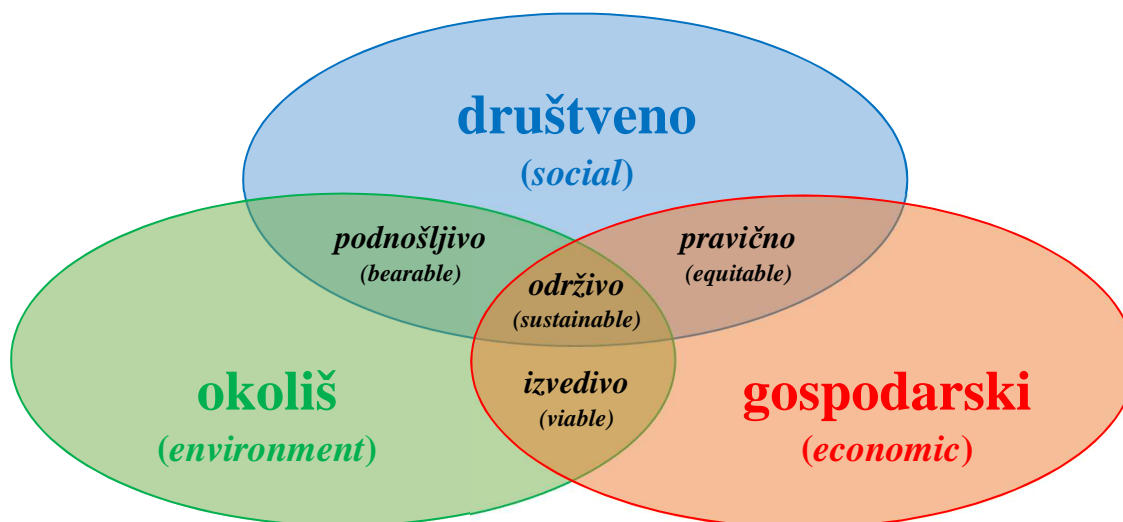 društveno
(social)
podnošljivo
(bearable)
pravično
(equitable)
održivo
(sustainable)
okoliš
(environment)
izvedivo
(viable)
gospodarski
(economic)